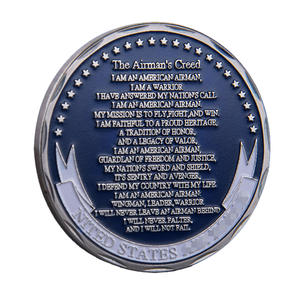 The Airman's Creed
I AM AN AMERICAN AIRMAN,
I AM A WARRIOR
I HAVE ANSWERED MY NATION'S CALL
I AM AN AMERICAN AIRMAN.
MY MISSION IS TO FLY,FIGHT,AND WIN.
I AM FAITHFUL TO A PROUD HERITAGE,
A TRADITION OF HONOR,
AND A LEGACY OF VALOR,
I AM AN AMERICAN AIRMAN,
GUARDIAN OF FREEDOM AND JUSTICE,
MY NATION'S SWORD AND SHIELD,
IT'S SENTRY AND AVENGER,
I DEFEND MY COUNTRY WITH MY LIFE.
I AM AN AMERICAN AIRMAN:
WINGMAN, LEADER, WARRIOR
I WILL NEVER LEAVE AN AIRMAN BEHIND
I WILL NEVER FALTER,
AND I WILL NOT FAIL.
UNITED STATES